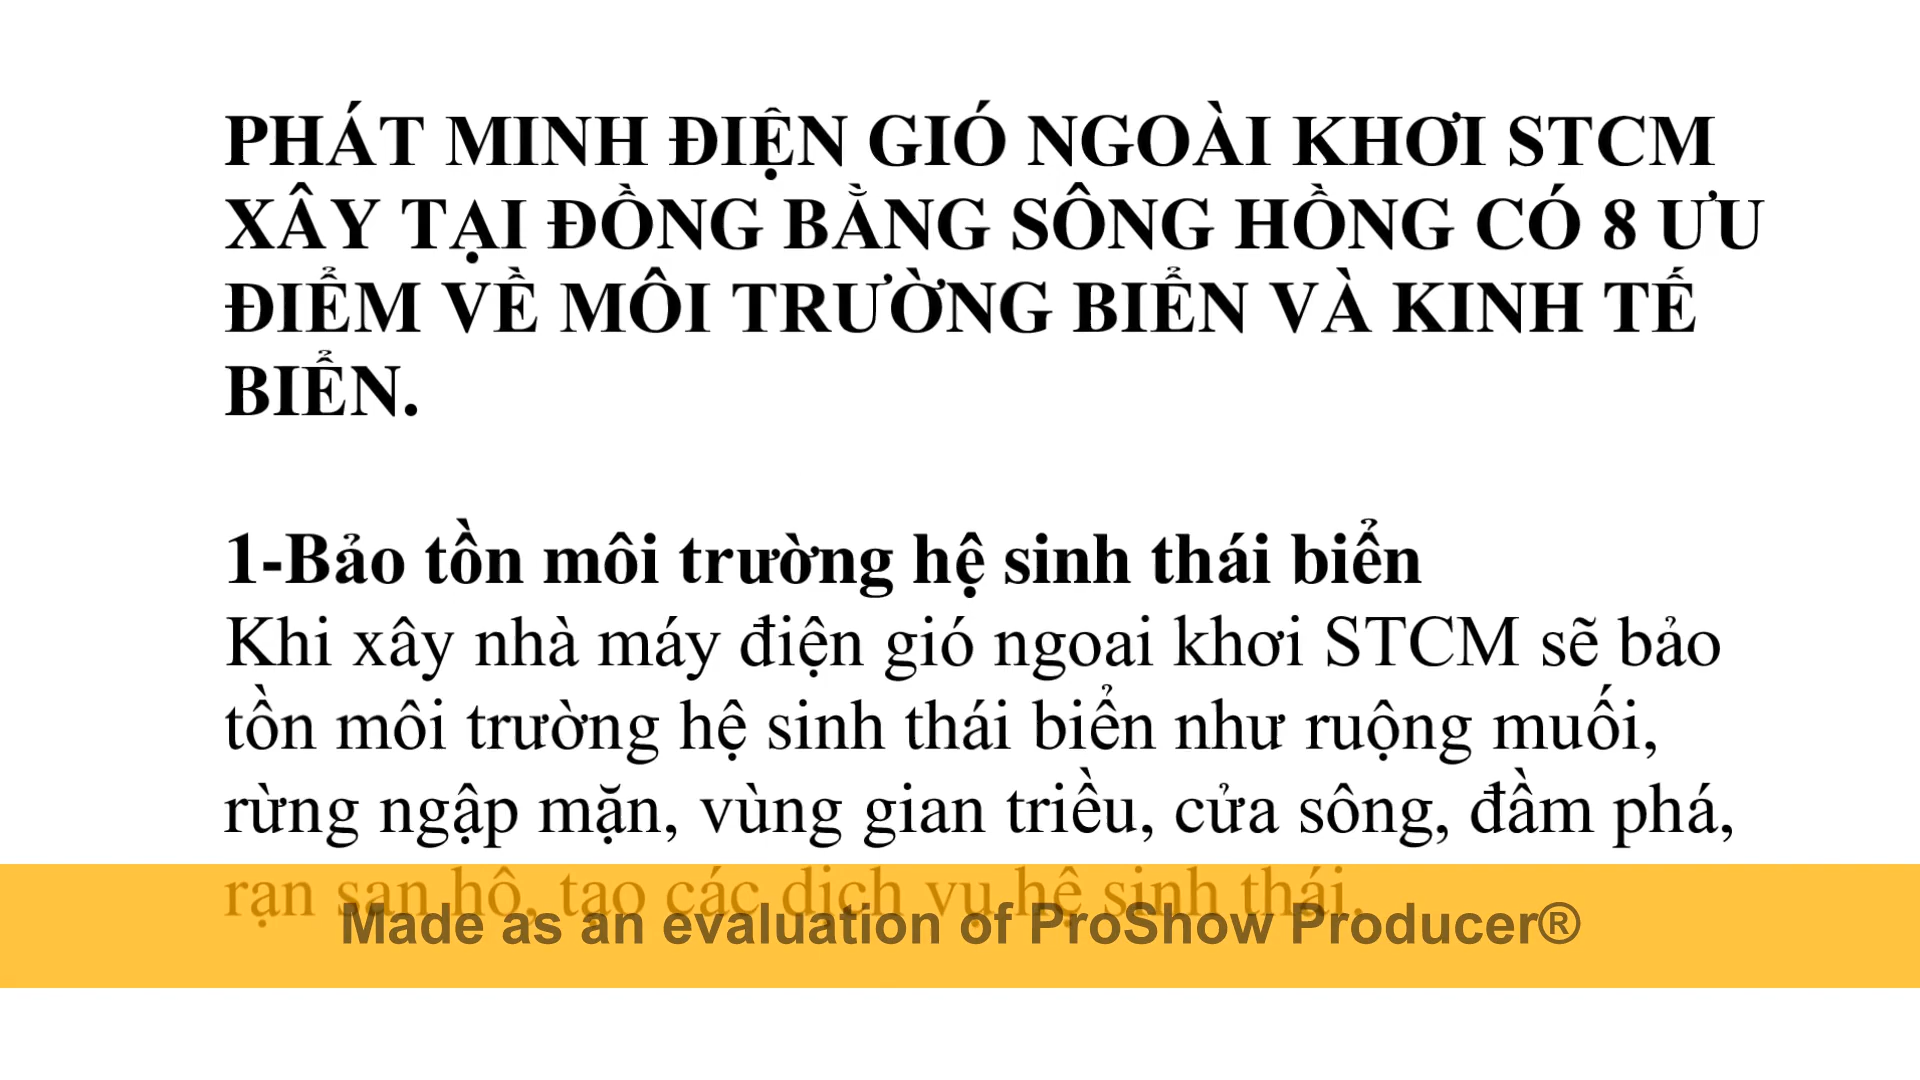 PHÁT MINH ĐIỆN GIÓ NGOÀI KHƠI STCM
XÂY TẠI ĐỒNG BẰNG SÔNG HỒNG CÓ 8 ƯU
ĐIỂM VỀ MÔI TRƯỜNG BIỂN VÀ KINH TẾ
BIỂN.
1-Bảo tồn môi trường hệ sinh thái biển
Khi xây nhà máy điện gió ngoai khơi STCM sẽ bảo
tồn môi trường hệ sinh thái biển như ruộng muối,
rừng ngập mặn, vùng gian triều, cửa sông, đầm phá,
rạn san hô, tạo các dịch vụ hệ sinh thái.
Made as an evaluation of ProShow Producer®